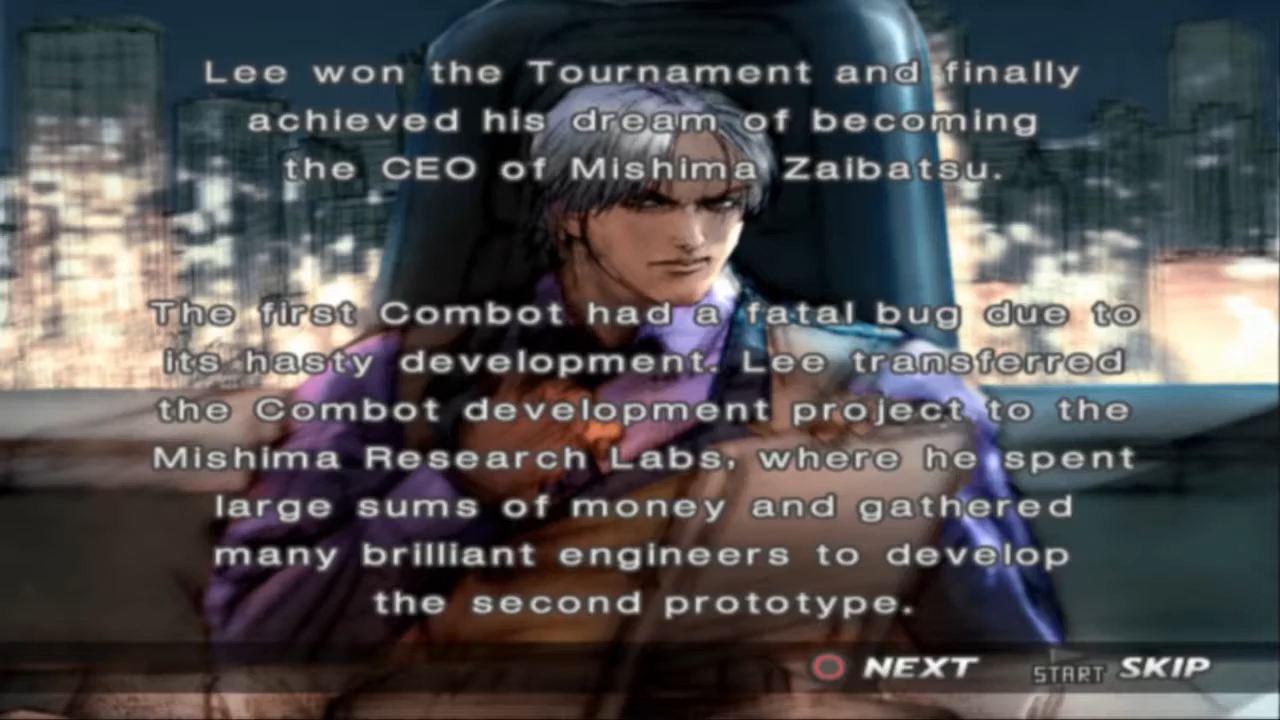 Lee won the Tournament and finally
achieved his dream of becoming
the CEO of Mishima Zaibatsu.
The first Combot had a fatal bug due to
its hasty development. Lee transferred
the Combot development project to the
Mishima Research Labs, where he spent
large sums of money and gathered
many brilliant engineers to develop
the second prototype.
NEXT START SKIP